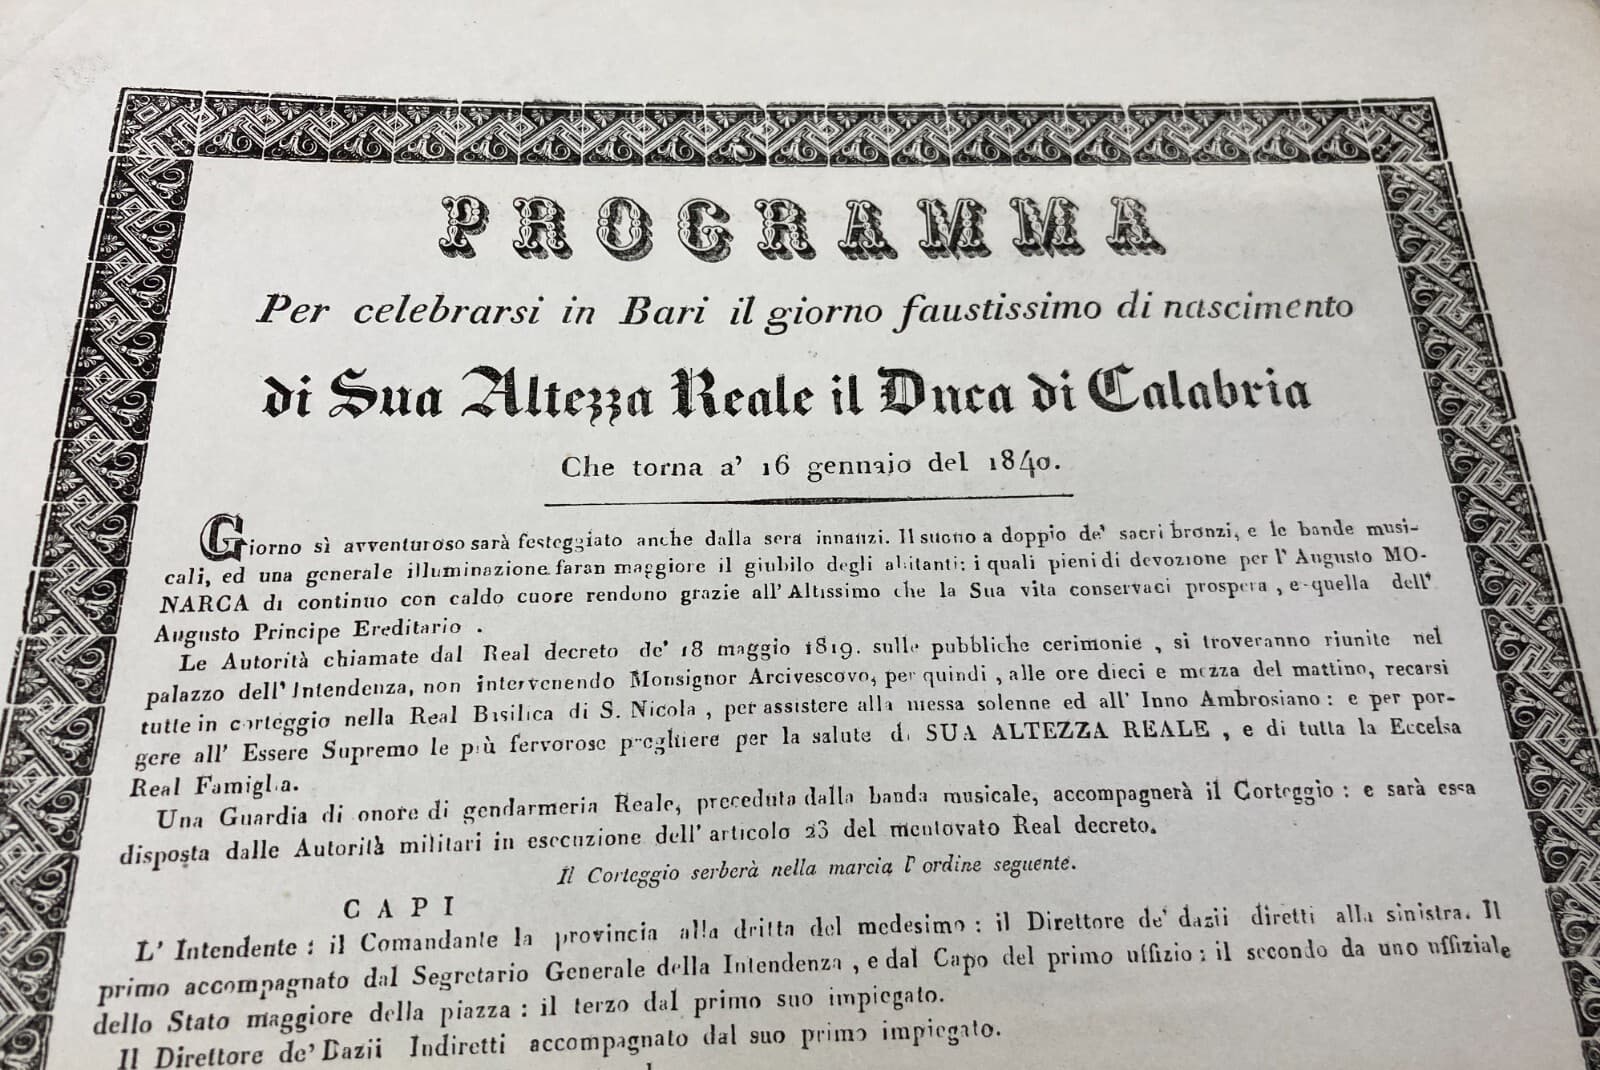 PROGRAMMA
Per celebrarsi in Bari il giorno faustissimo di nascimento
di Sua Altezza Reale il Duca di Calabria
Che torna a' 16 gennajo del 1840.
Giorno sì avventuroso sarà festeggiato anche dalla sera innanzi. Il suono a doppio de' sacri bronzi, e le bande musi-
cali, ed una generale illuminazione faran maggiore il giubilo degli abitanti: i quali pieni di devozione per l' Augusto MO-
NARCA di continuo con caldo cuore rendono grazie all' Altissimo che la Sua vita conservaci prospera, e quella dell'
Augusto Principe Ereditario .
Le Autorità chiamate dal Real decreto de' 18 maggio 1819. sulle pubbliche cerimonie , si troveranno riunite nel
palazzo dell' Intendenza, non intervenendo Monsignor Arcivescovo, per quindi , alle ore dieci e mezza del mattino, recarsi
tutte in corteggio nella Real Basilica di S. Nicola , per assistere alla messa solenne ed all' Inno Ambrosiano : e per por-
gere all' Essere Supremo le più fervorose preghiere per la salute di SUA ALTEZZA REALE , e di tutta la Eccelsa
Real Famiglia.
Una Guardia di onore di gendarmeria Reale, preceduta dalla banda musicale, accompagnerà il Corteggio : e sarà essa
disposta dalle Autorità militari in esecuzione dell' articolo 23 del mentovato Real decreto.
Il Corteggio serberà nella marcia l' ordine seguente.
CAPI
L' Intendente : il Comandante la provincia alla dritta del medesimo : il Direttore de' dazii diretti alla sinistra. Il
primo accompagnato dal Segretario Generale della Intendenza , e dal Capo del primo uffizio ; il secondo da uno uffiziale
dello Stato maggiore della piazza : il terzo dal primo suo impiegato.
Il Direttore de' Dazii Indiretti accompagnato dal suo primo impiegato.